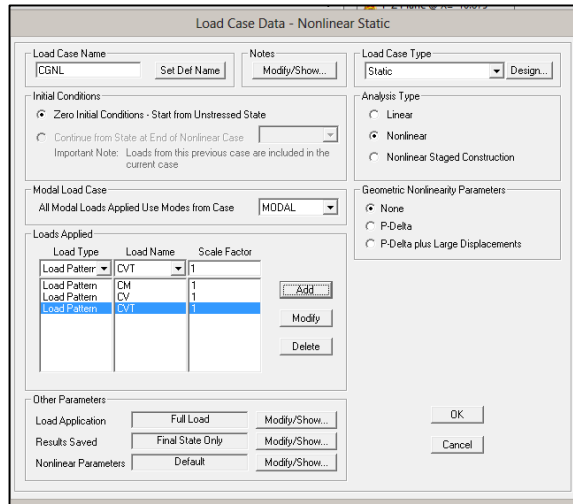 Load Case Data - Nonlinear Static
Load Case Name
CGNL
Set Def Name
Notes
Modify/Show...
Load Case Type
Static
Design...
Initial Conditions
Zero Initial Conditions - Start from Unstressed State
Continue from State at End of Nonlinear Case
Important Note: Loads from this previous case are included in the
current case
Analysis Type
Linear
Nonlinear
Nonlinear Staged Construction
Modal Load Case
All Modal Loads Applied Use Modes from Case
MODAL
Geometric Nonlinearity Parameters
None
P-Delta
P-Delta plus Large Displacements
Loads Applied
Load Type Load Name Scale Factor
Load Pattern CVT 1
Load Pattern CM 1
Load Pattern CV 1
Load Pattern CVT 1
Add
Modify
Delete
Other Parameters
Load Application Full Load Modify/Show...
Results Saved Final State Only Modify/Show...
Nonlinear Parameters Default Modify/Show...
OK
Cancel